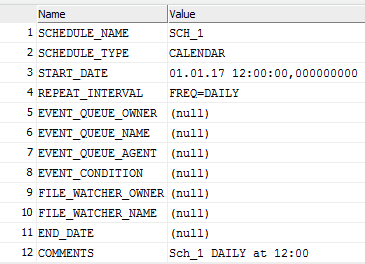 Name Value
1 SCHEDULE_NAME SCH_1
2 SCHEDULE_TYPE CALENDAR
3 START_DATE 01.01.17 12:00:00,000000000
4 REPEAT_INTERVAL FREQ=DAILY
5 EVENT_QUEUE_OWNER (null)
6 EVENT_QUEUE_NAME (null)
7 EVENT_QUEUE_AGENT (null)
8 EVENT_CONDITION (null)
9 FILE_WATCHER_OWNER (null)
10 FILE_WATCHER_NAME (null)
11 END_DATE (null)
12 COMMENTS Sch_1 DAILY at 12:00